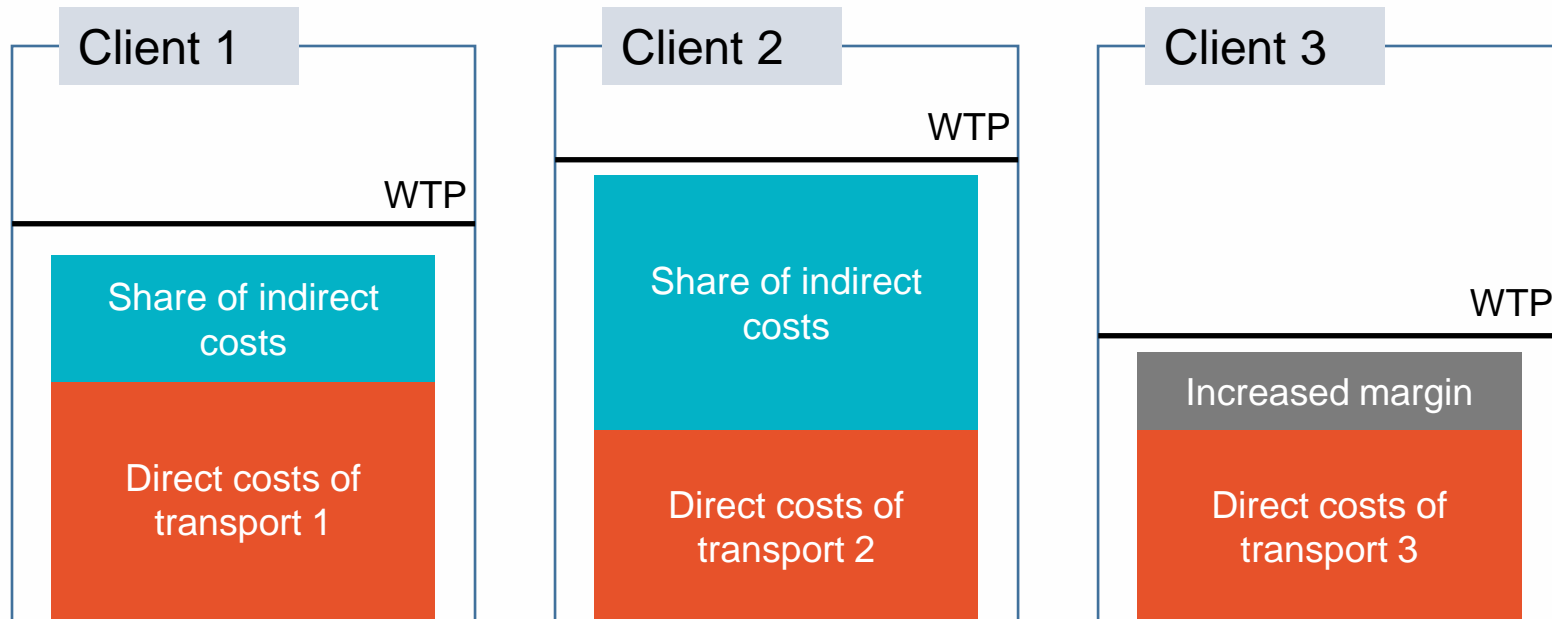 Client 1
WTP
Share of indirect
costs
Direct costs of
transport 1
Client 2
WTP
Share of indirect
costs
Direct costs of
transport 2
Client 3
WTP
Increased margin
Direct costs of
transport 3